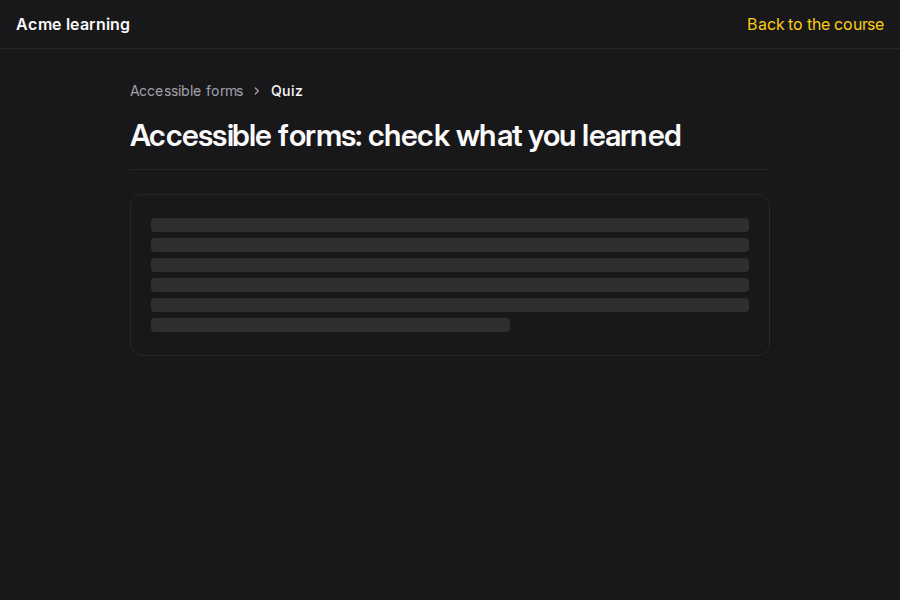 Acme learning
Back to the course
Accessible forms > Quiz
Accessible forms: check what you learned